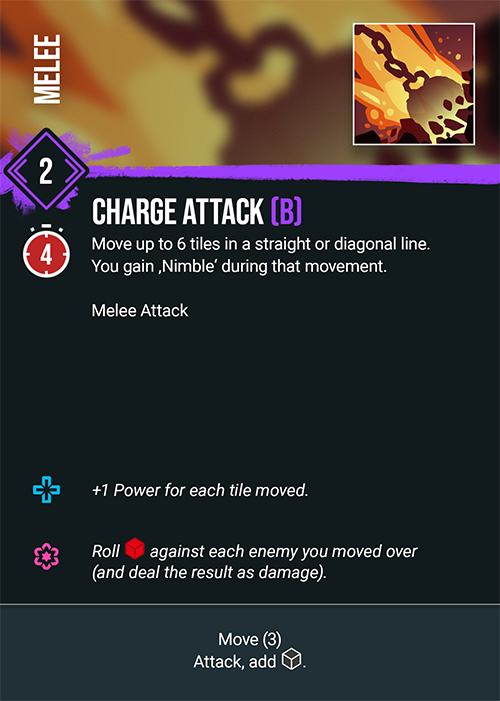 MELEE
2
CHARGE ATTACK (B)
4
Move up to 6 tiles in a straight or diagonal line.
You gain ‚Nimble‘ during that movement.
Melee Attack
+1 Power for each tile moved.
Roll against each enemy you moved over
(and deal the result as damage).
Move (3)
Attack, add .